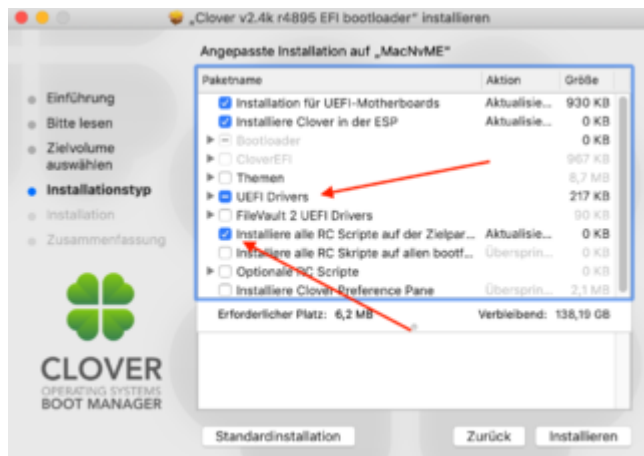 „Clover v2.4k r4895 EFI bootloader“ installieren
Angepasste Installation auf „MacNvME“
Paketname Aktion Größe
Installation für UEFI-Motherboards Aktualisie... 930 KB
Installiere Clover in der ESP Aktualisie... 0 KB
Bootloader 0 KB
CloverEFI 967 KB
Themen 8,7 MB
UEFI Drivers 217 KB
FileVault 2 UEFI Drivers 90 KB
Installiere alle RC Scripte auf der Zielpar... Aktualisie... 0 KB
Installiere alle RC Skripte auf allen bootf... Übersprin... 0 KB
Optionale RC Scripte 0 KB
Installiere Clover Preference Pane Übersprin... 2,1 MB
Erforderlicher Platz: 6,2 MB Verbleibend: 138,19 GB
Einführung
Bitte lesen
Zielvolume
auswählen
Installationstyp
Installation
Zusammenfassung
CLOVER
OPERATING SYSTEMS
BOOT MANAGER
Standardinstallation Zurück Installieren